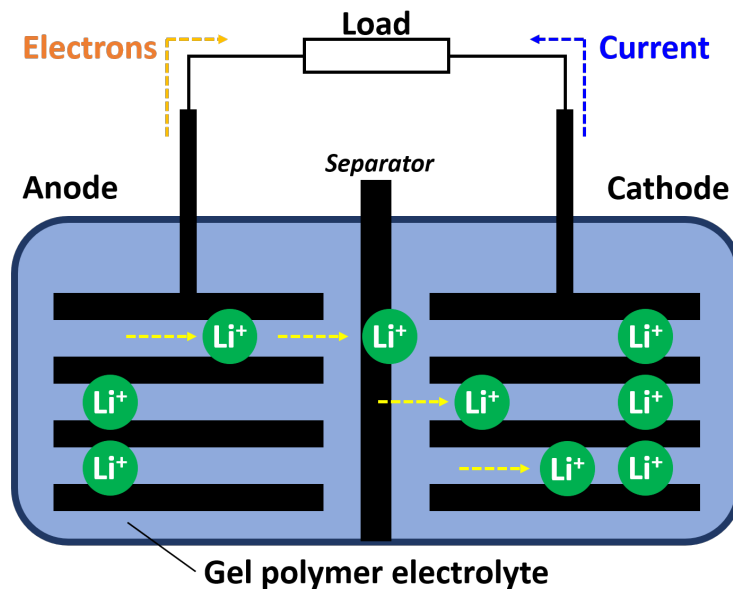 Load
Electrons
Current
Separator
Anode
Cathode
Li⁺
Li⁺
Li⁺
Li⁺
Li⁺
Li⁺
Li⁺
Li⁺
Li⁺
Gel polymer electrolyte